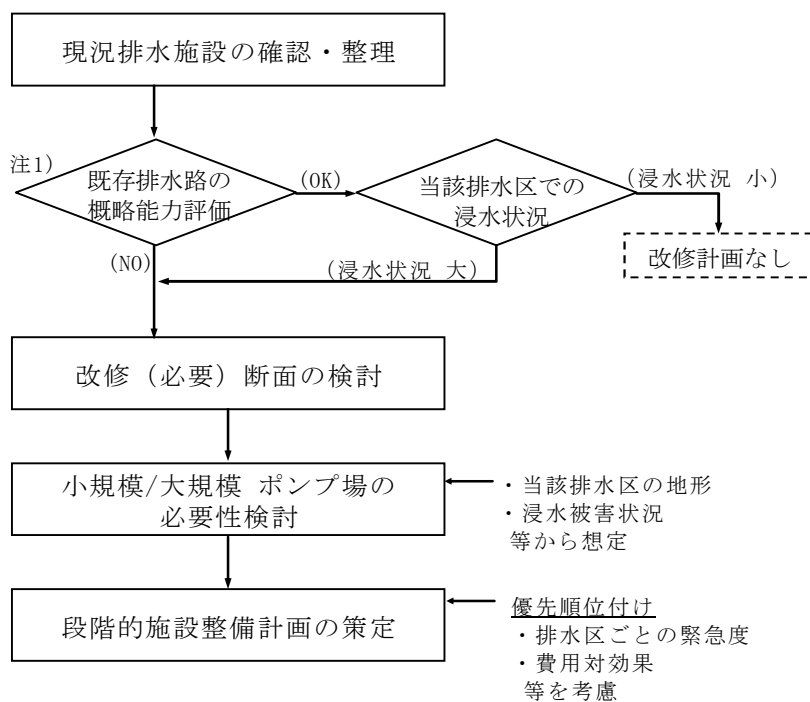 現況排水施設の確認・整理
注1)
既存排水路の
概略能力評価
(OK)
当該排水区での
浸水状況
(浸水状況 小)
改修計画なし
(NO)
(浸水状況 大)
改修（必要）断面の検討
小規模/大規模 ポンプ場の
必要性検討
・当該排水区の地形
・浸水被害状況
等から想定
段階的施設整備計画の策定
優先順位付け
・排水区ごとの緊急度
・費用対効果
等を考慮